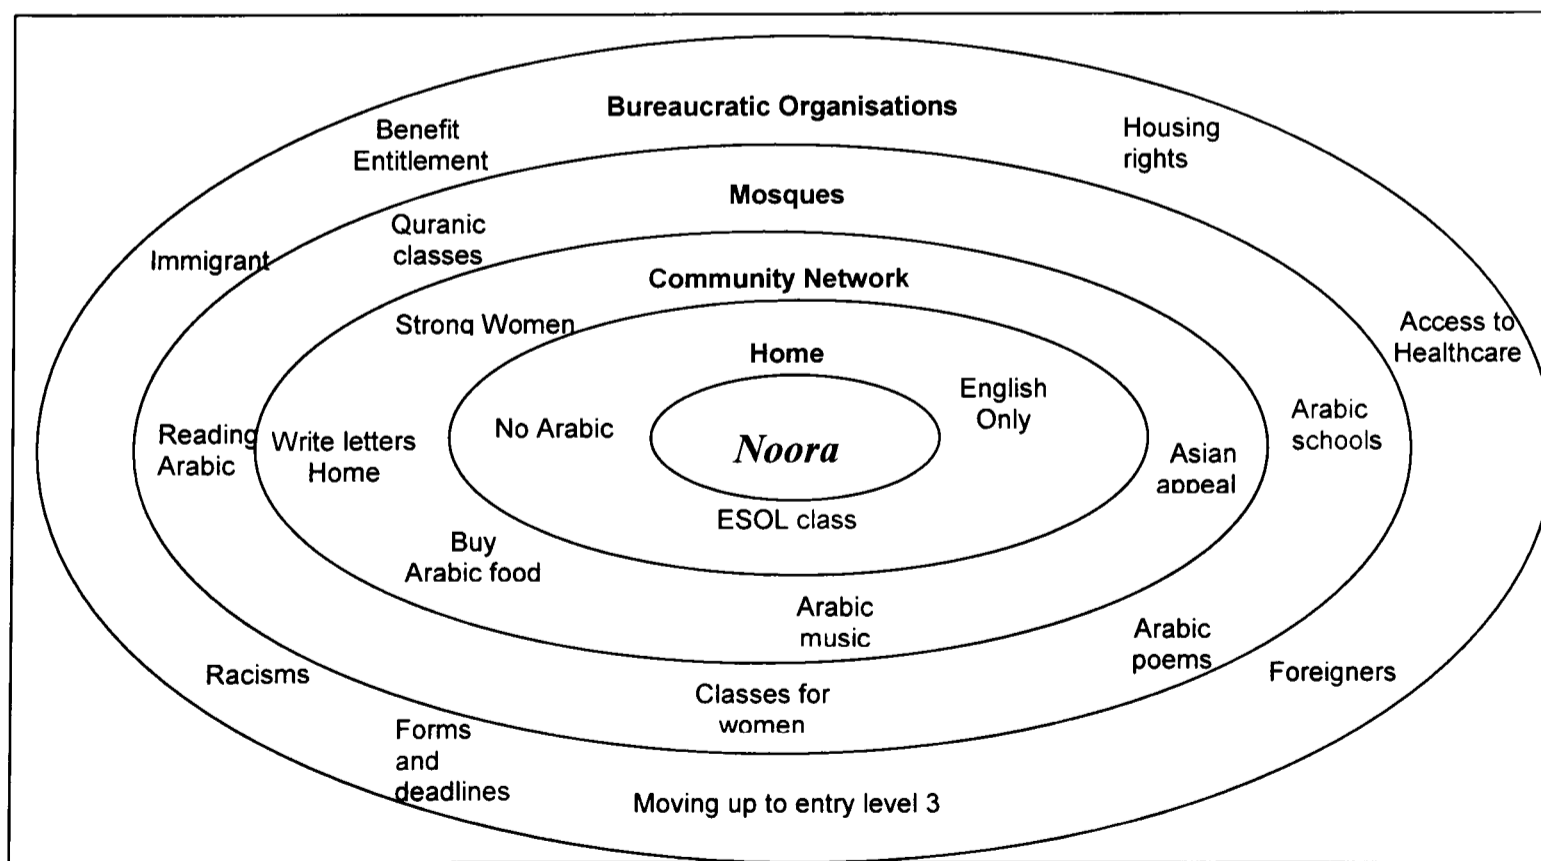 Bureaucratic Organisations
Benefit
Entitlement
Housing
rights
Mosques
Quranic
classes
Immigrant
Community Network
Strong Women
Access to
Healthcare
Home
English
Only
No Arabic
Noora
Arabic
schools
Reading
Arabic
Write letters
Home
Asian
appeal
ESOL class
Buy
Arabic food
Arabic
music
Arabic
poems
Foreigners
Racisms
Classes for
women
Forms
and
deadlines
Moving up to entry level 3